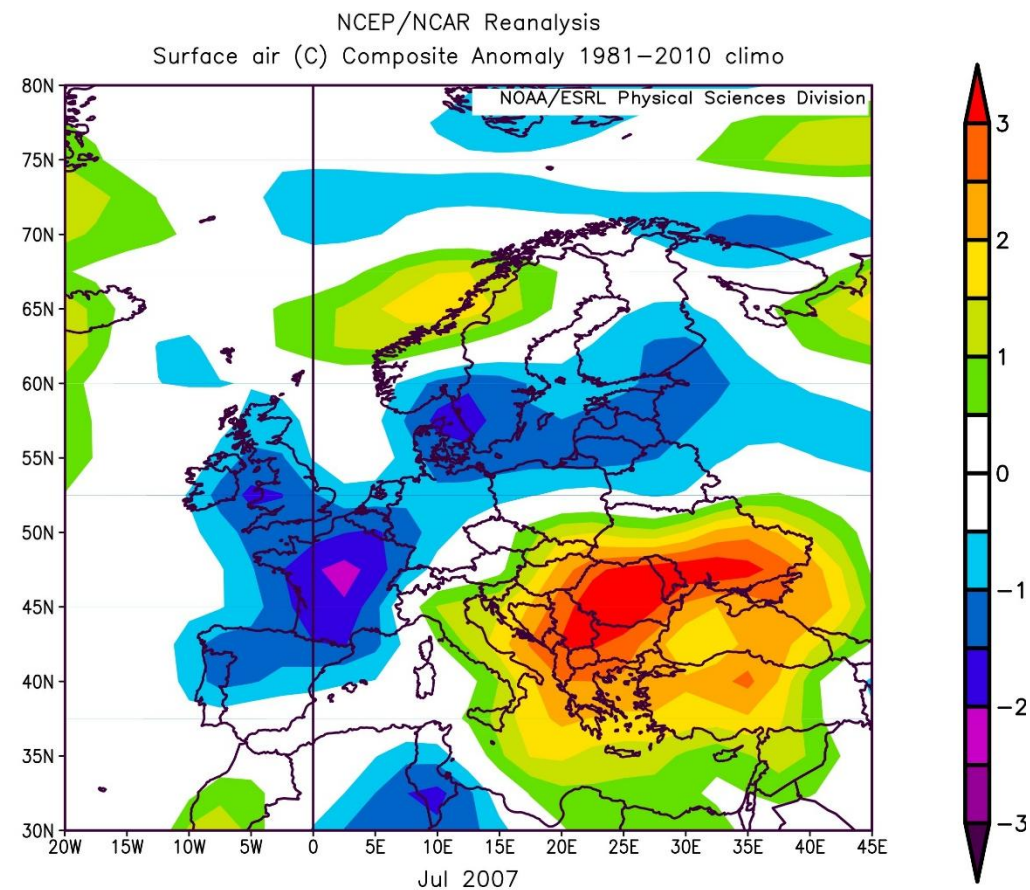 NCEP/NCAR Reanalysis
Surface air (C) Composite Anomaly 1981-2010 climo
NOAA/ESRL Physical Sciences Division
80N
75N
70N
65N
60N
55N
50N
45N
40N
35N
30N
20W 15W 10W 5W 0 5E 10E 15E 20E 25E 30E 35E 40E 45E
Jul 2007
3
2
1
0
-1
-2
-3